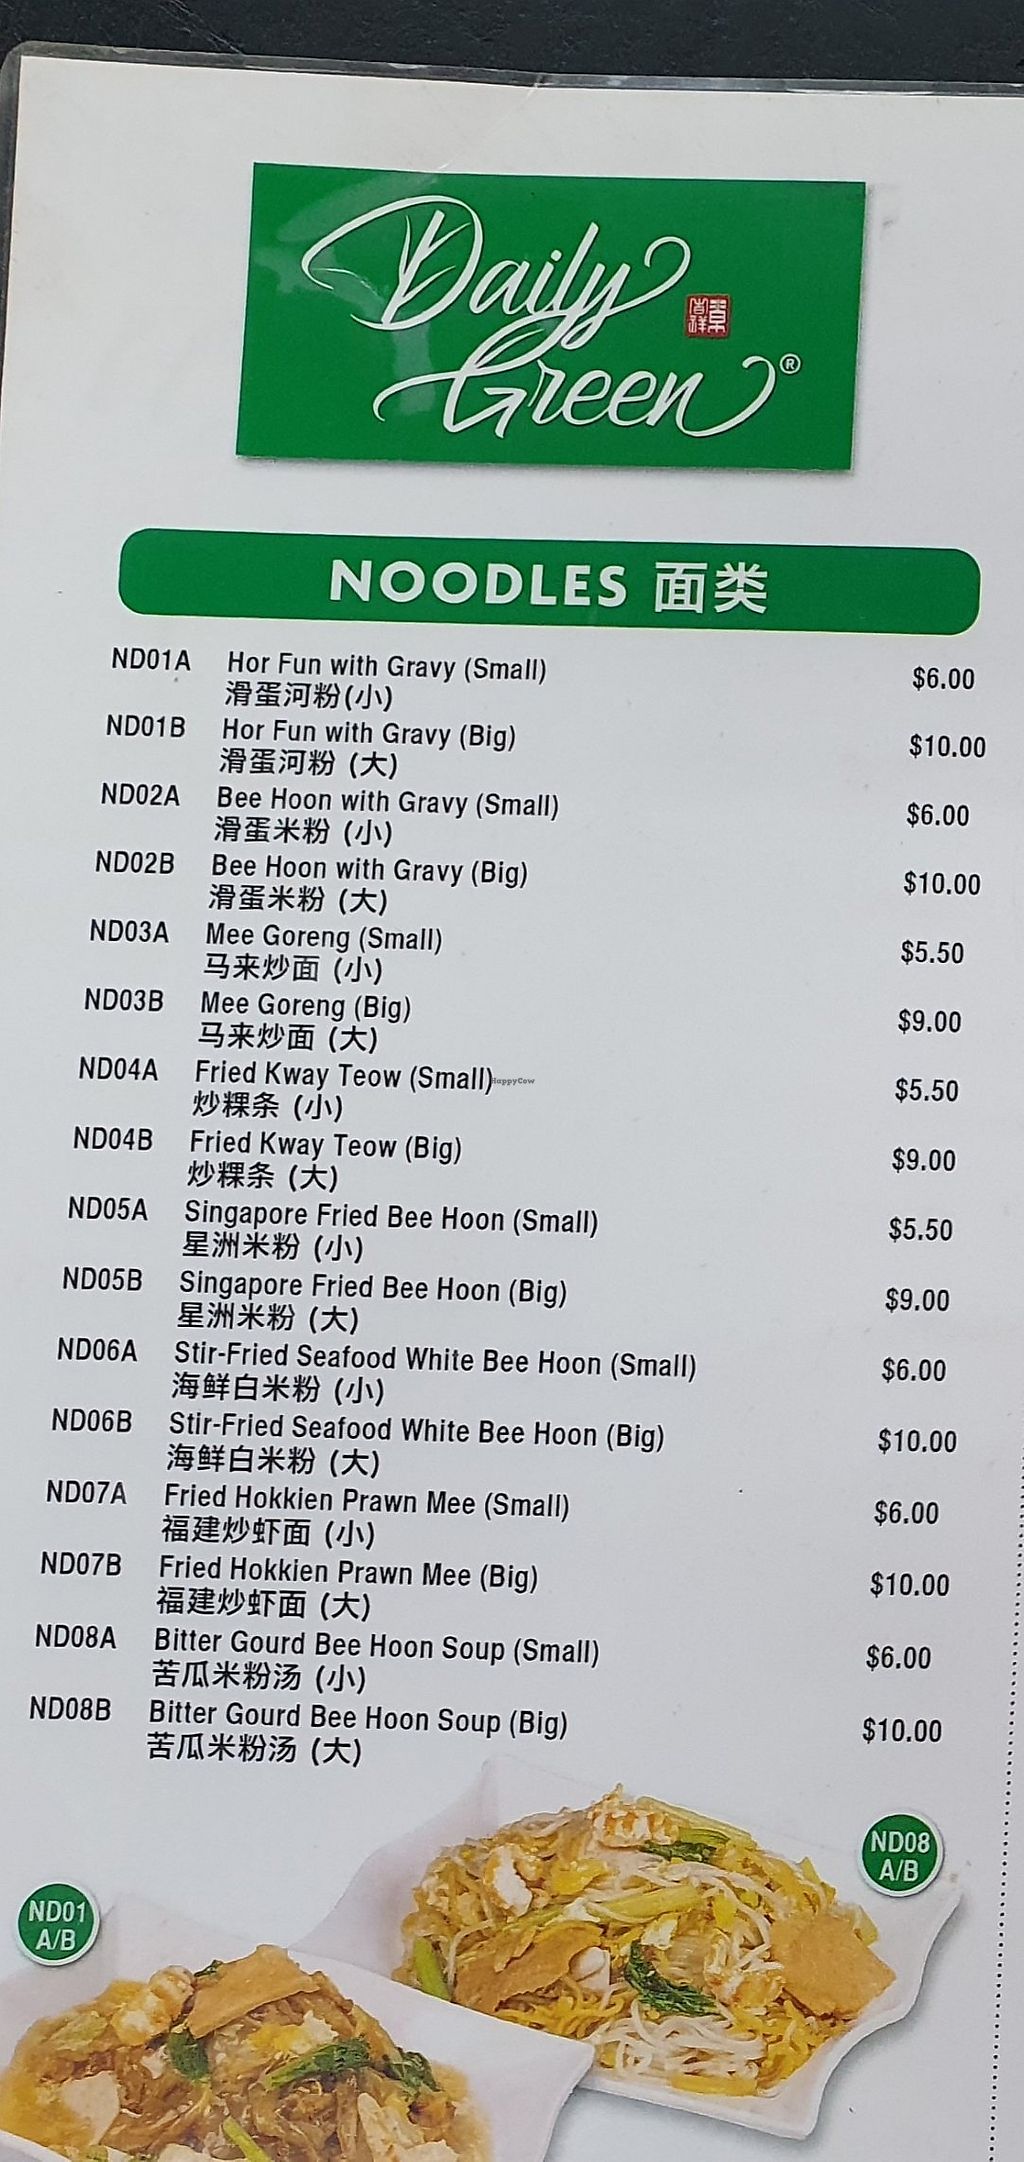 Daily
Green®
NOODLES 面类
ND01A Hor Fun with Gravy (Small) $6.00
滑蛋河粉(小)
ND01B Hor Fun with Gravy (Big) $10.00
滑蛋河粉 (大)
ND02A Bee Hoon with Gravy (Small) $6.00
滑蛋米粉 (小)
ND02B Bee Hoon with Gravy (Big) $10.00
滑蛋米粉 (大)
ND03A Mee Goreng (Small) $5.50
马来炒面 (小)
ND03B Mee Goreng (Big) $9.00
马来炒面 (大)
ND04A Fried Kway Teow (Small) $5.50
HappyCow
炒粿条 (小)
ND04B Fried Kway Teow (Big) $9.00
炒粿条 (大)
ND05A Singapore Fried Bee Hoon (Small) $5.50
星洲米粉 (小)
ND05B Singapore Fried Bee Hoon (Big) $9.00
星洲米粉 (大)
ND06A Stir-Fried Seafood White Bee Hoon (Small) $6.00
海鲜白米粉 (小)
ND06B Stir-Fried Seafood White Bee Hoon (Big) $10.00
海鲜白米粉 (大)
ND07A Fried Hokkien Prawn Mee (Small) $6.00
福建炒虾面 (小)
ND07B Fried Hokkien Prawn Mee (Big) $10.00
福建炒虾面 (大)
ND08A Bitter Gourd Bee Hoon Soup (Small) $6.00
苦瓜米粉汤 (小)
ND08B Bitter Gourd Bee Hoon Soup (Big) $10.00
苦瓜米粉汤 (大)
ND08
A/B
ND01
A/B